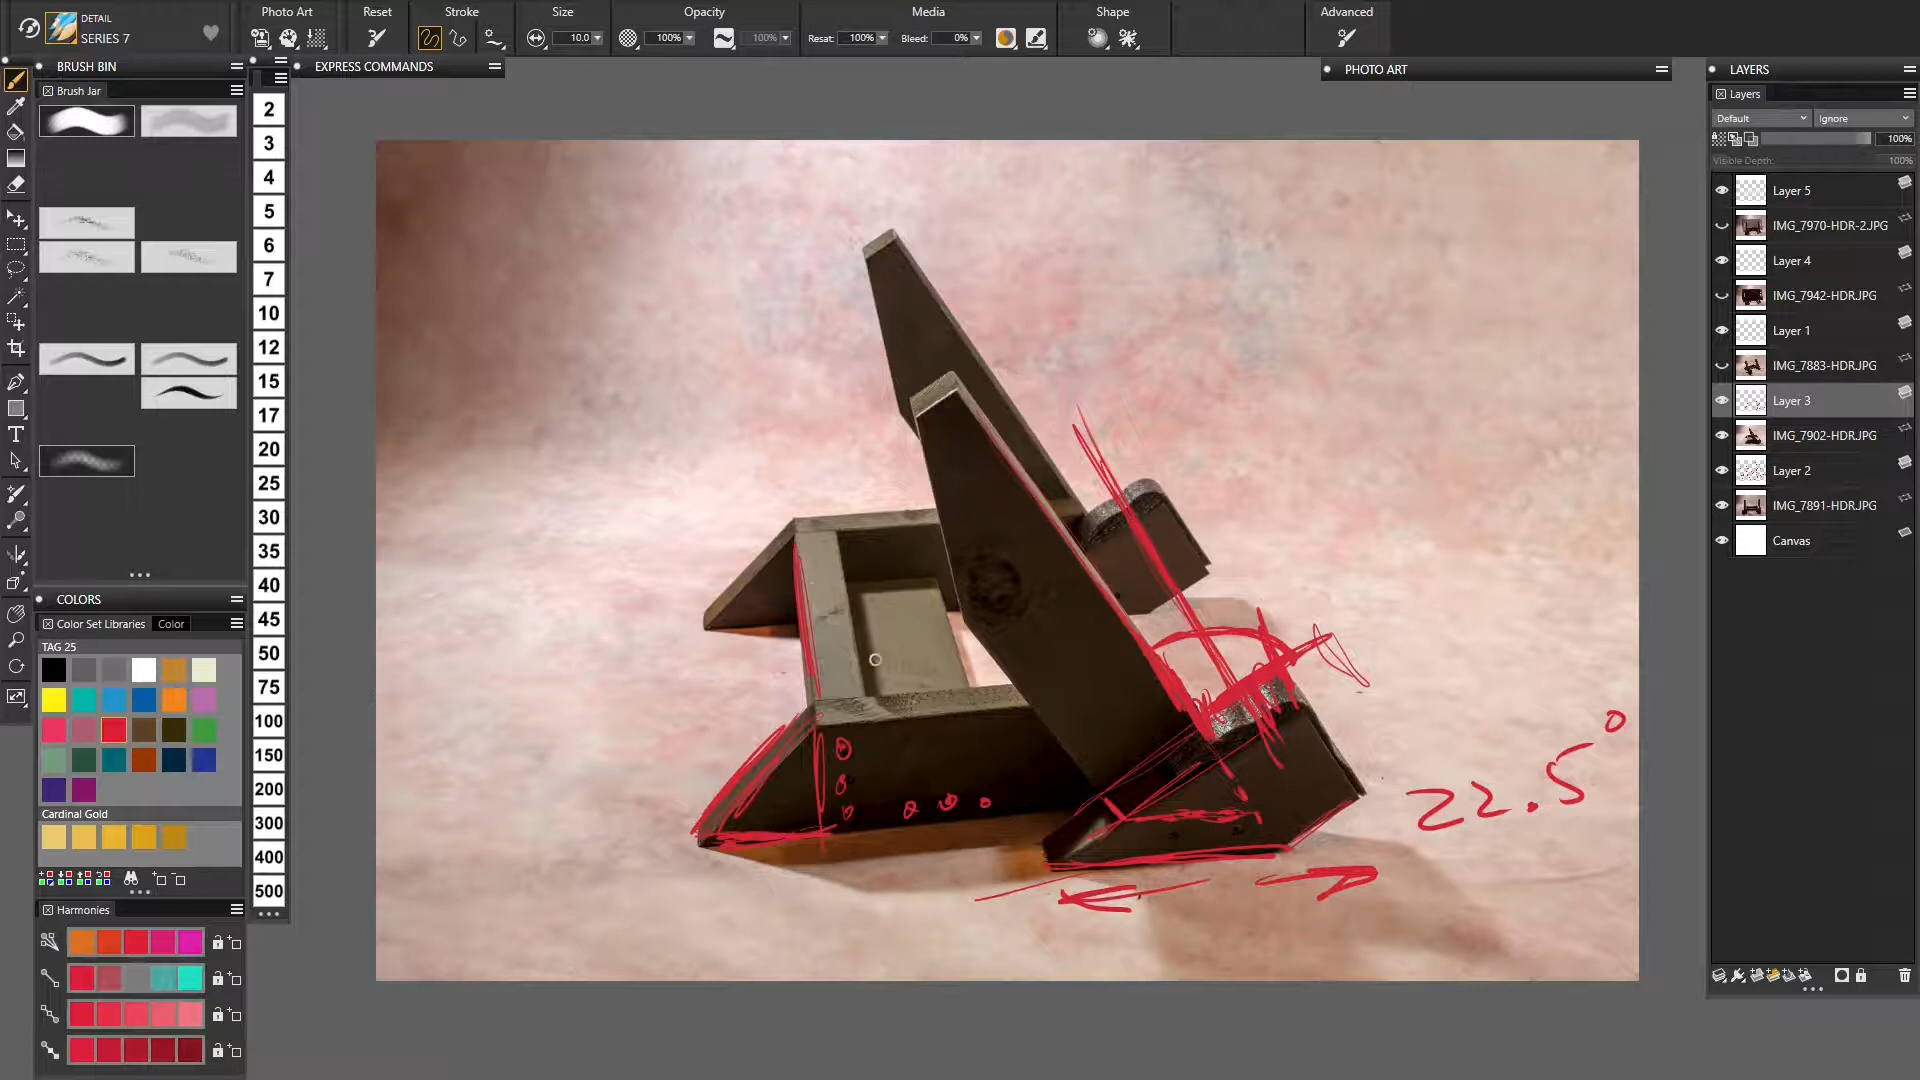 DETAIL
SERIES 7
Photo Art
Reset
Stroke
Size
10.0
Opacity
100%
100%
Media
Resat: 100%
Bleed: 0%
Shape
Advanced
BRUSH BIN
Brush Jar
EXPRESS COMMANDS
PHOTO ART
LAYERS
Layers
Default
Ignore
100%
Visible Depth:
100%
2
3
4
5
6
7
10
12
15
17
20
25
30
35
40
45
50
75
100
150
200
300
400
500
COLORS
Color Set Libraries
Color
TAG 25
Cardinal Gold
Harmonies
22.5°
Layer 5
IMG_7970-HDR-2.JPG
Layer 4
IMG_7942-HDR.JPG
Layer 1
IMG_7883-HDR.JPG
Layer 3
IMG_7902-HDR.JPG
Layer 2
IMG_7891-HDR.JPG
Canvas
T